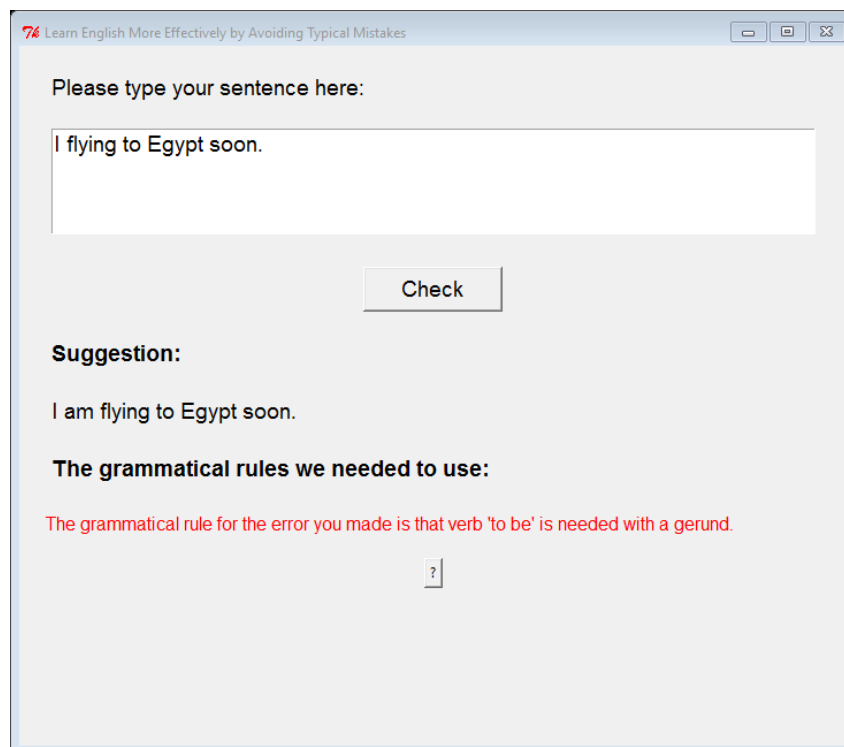 Learn English More Effectively by Avoiding Typical Mistakes
Please type your sentence here:
I flying to Egypt soon.
Check
Suggestion:
I am flying to Egypt soon.
The grammatical rules we needed to use:
The grammatical rule for the error you made is that verb 'to be' is needed with a gerund.
?